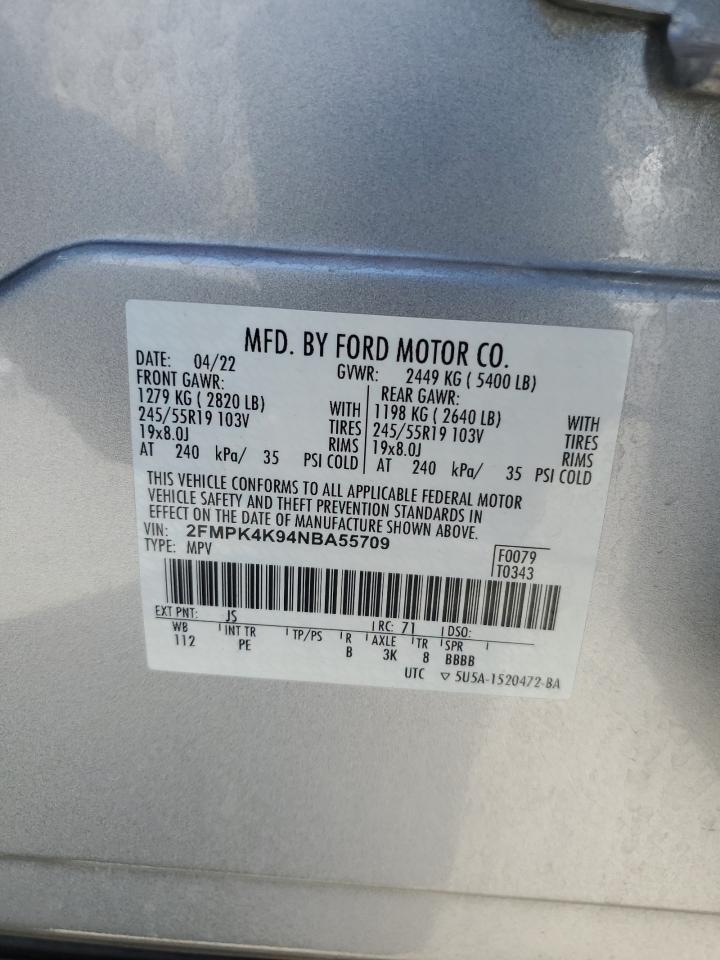 MFD. BY FORD MOTOR CO.
DATE: 04/22 GVWR: 2449 KG ( 5400 LB)
FRONT GAWR: REAR GAWR:
1279 KG ( 2820 LB) WITH 1198 KG ( 2640 LB) WITH
245/55R19 103V TIRES 245/55R19 103V TIRES
19x8.0J RIMS 19x8.0J RIMS
AT 240 kPa/ 35 PSI COLD AT 240 kPa/ 35 PSI COLD
THIS VEHICLE CONFORMS TO ALL APPLICABLE FEDERAL MOTOR
VEHICLE SAFETY AND THEFT PREVENTION STANDARDS IN
EFFECT ON THE DATE OF MANUFACTURE SHOWN ABOVE.
VIN: 2FMPK4K94NBA55709
TYPE: MPV F0079
T0343
EXT PNT: JS RC: 71 DSO:
WB INT TR TP/PS R AXLE TR SPR
112 PE B 3K 8 BBBB
UTC ▽ 5U5A-1520472-BA